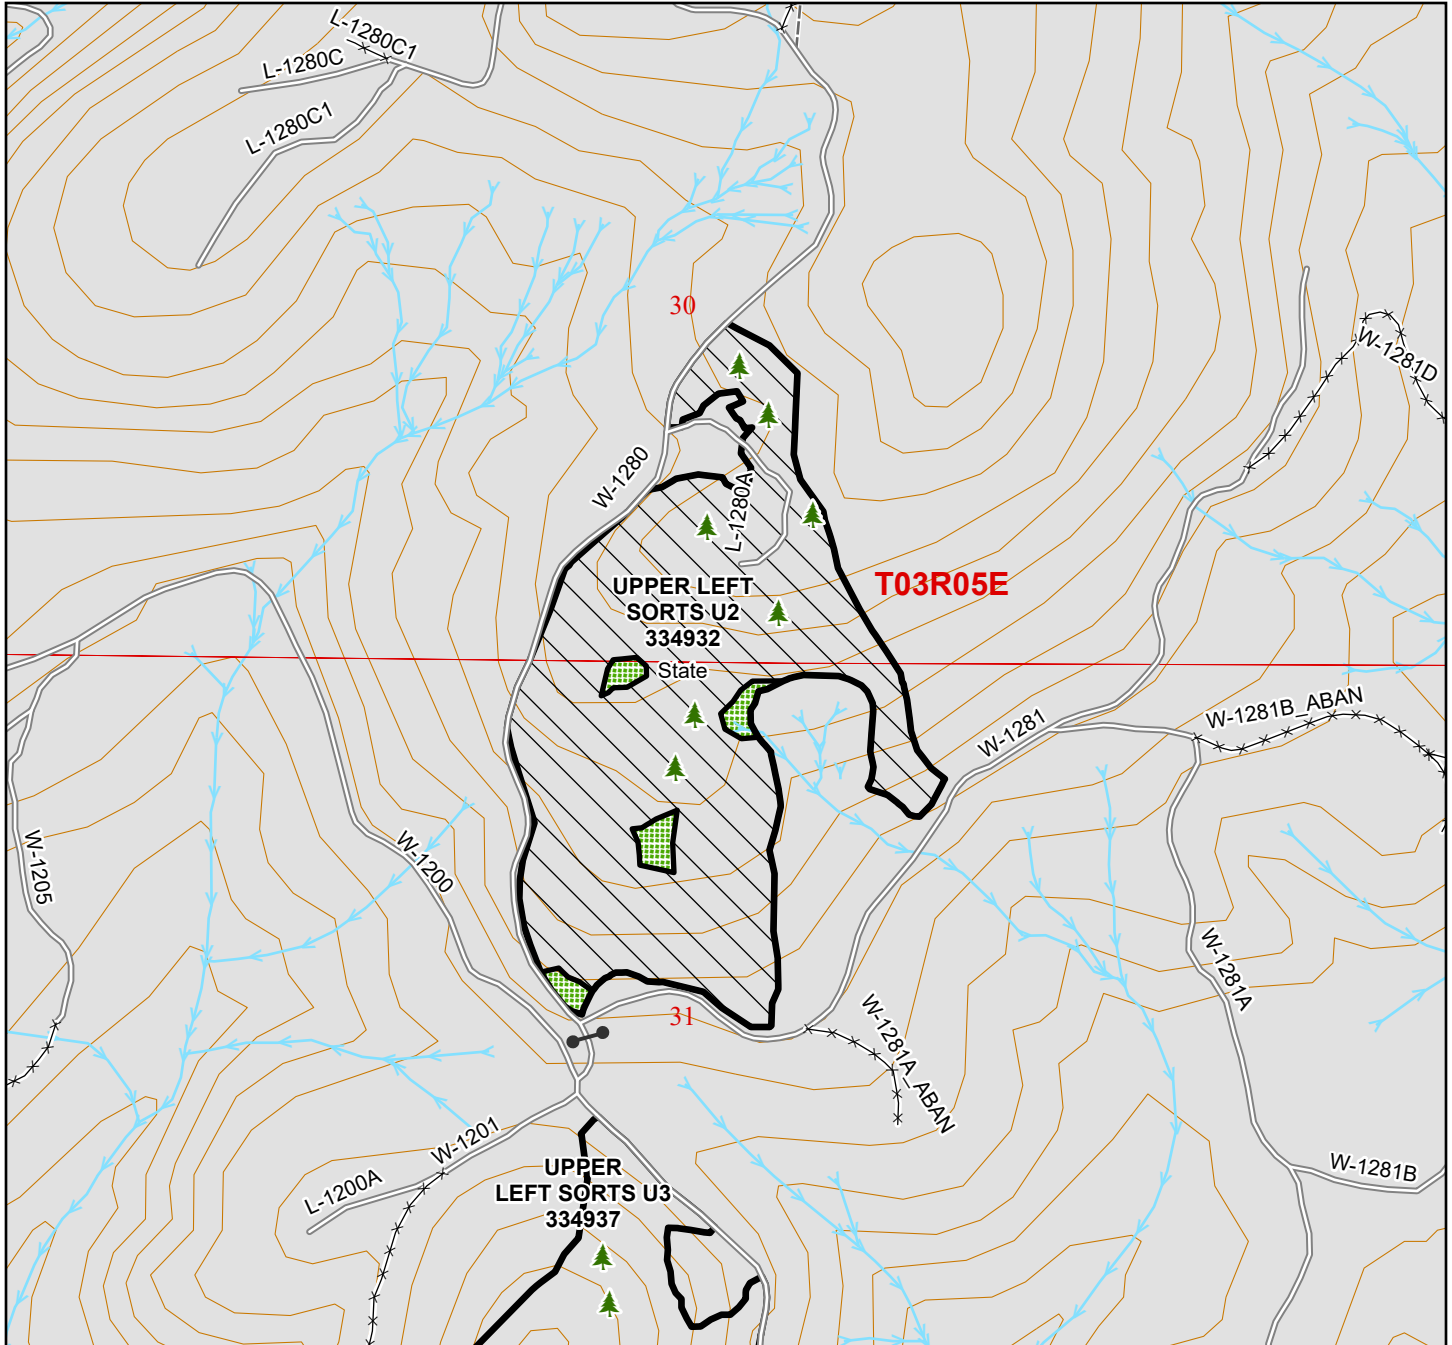 L-1280C1
L-1280C
L-1280C1
30
W-1281D
W-1280
L-1280A
UPPER LEFT
SORTS U2
334932
State
T03R05E
W-1281B_ABAN
W-1281
W-1205
W-1200
W-1281A
31
W-1281A_ABAN
W-1201
L-1200A
UPPER
LEFT SORTS U3
334937
W-1281B